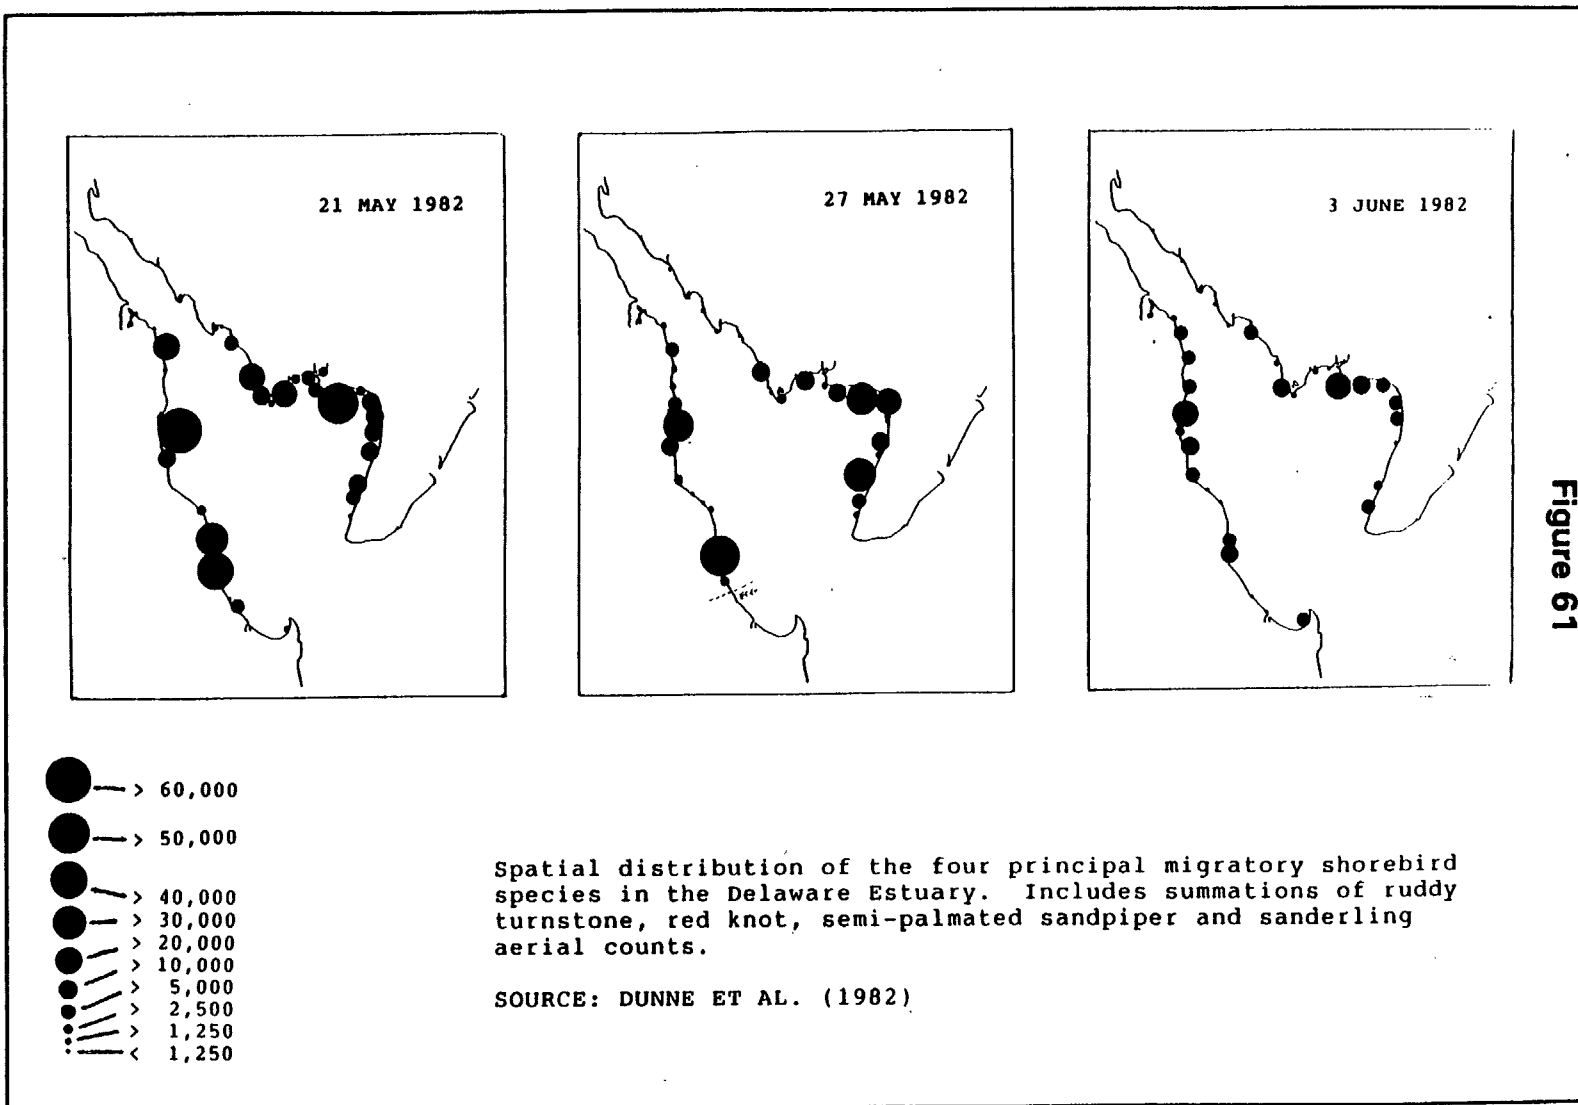 21 MAY 1982
27 MAY 1982
3 JUNE 1982
Figure 61
> 60,000
> 50,000
> 40,000
> 30,000
> 20,000
> 10,000
> 5,000
> 2,500
> 1,250
< 1,250
Spatial distribution of the four principal migratory shorebird
species in the Delaware Estuary. Includes summations of ruddy
turnstone, red knot, semi-palmated sandpiper and sanderling
aerial counts.
SOURCE: DUNNE ET AL. (1982)